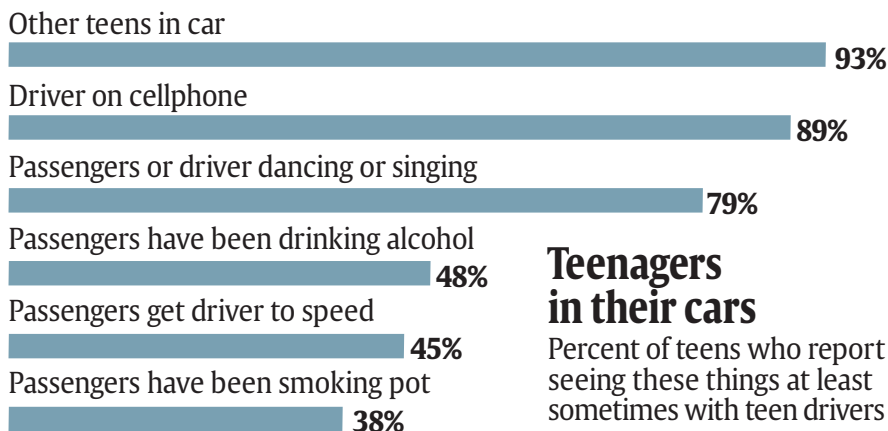 Other teens in car
93%
Driver on cellphone
89%
Passengers or driver dancing or singing
79%
Passengers have been drinking alcohol
48%
Passengers get driver to speed
45%
Passengers have been smoking pot
38%
Teenagers
in their cars
Percent of teens who report
seeing these things at least
sometimes with teen drivers